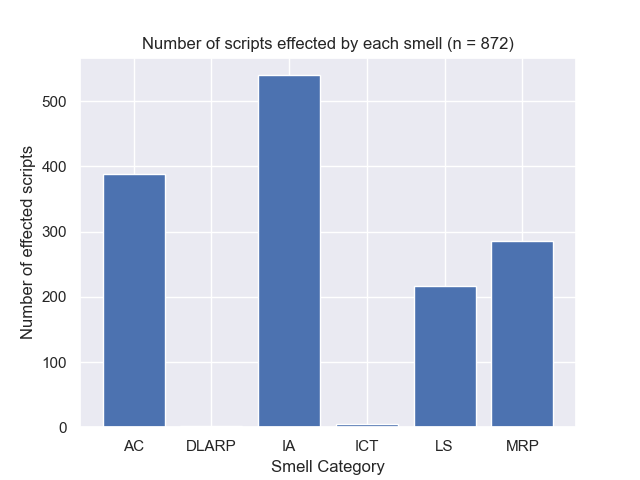 Number of scripts effected by each smell (n = 872)
Number of effected scripts
500
400
300
200
100
0
AC DLARP IA ICT LS MRP
Smell Category